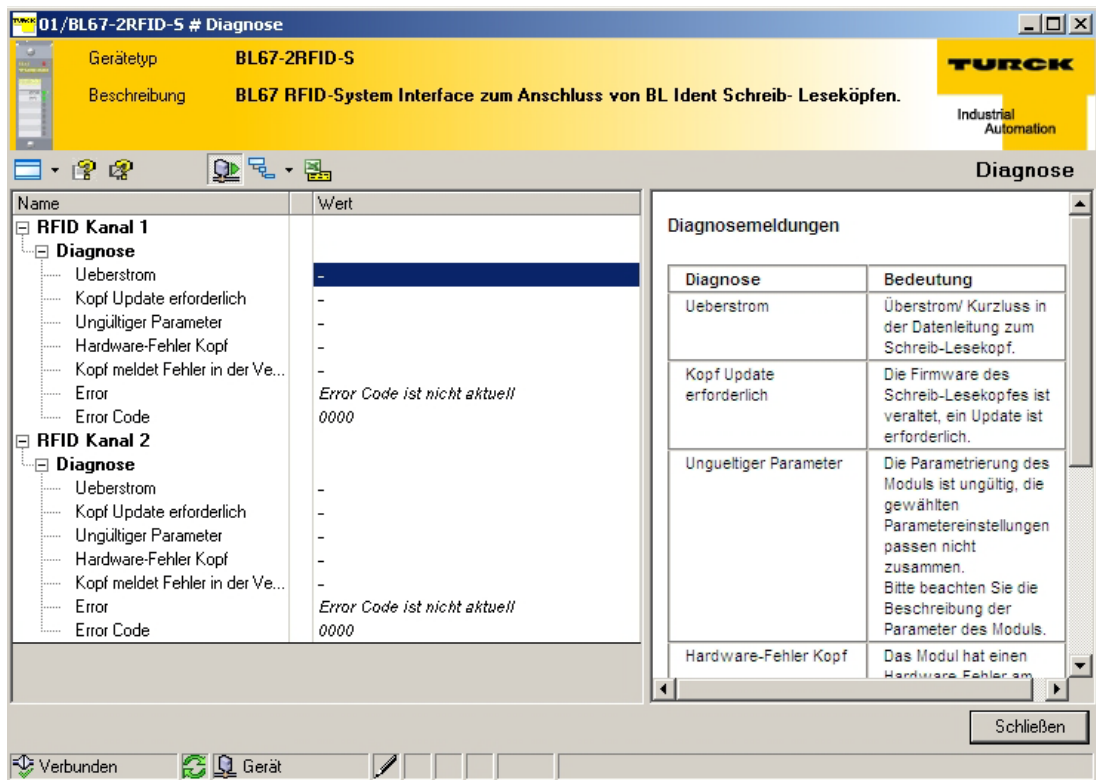 01/BL67-2RFID-S # Diagnose
Gerätetyp BL67-2RFID-S
TURCK
Beschreibung BL67 RFID-System Interface zum Anschluss von BL Ident Schreib- Leseköpfen.
Industrial
Automation
Diagnose
Name Wert
RFID Kanal 1
Diagnose
Ueberstrom -
Kopf Update erforderlich -
Ungültiger Parameter -
Hardware-Fehler Kopf -
Kopf meldet Fehler in der Ve... -
Error Error Code ist nicht aktuell
Error Code 0000
RFID Kanal 2
Diagnose
Ueberstrom -
Kopf Update erforderlich -
Ungültiger Parameter -
Hardware-Fehler Kopf -
Kopf meldet Fehler in der Ve... -
Error Error Code ist nicht aktuell
Error Code 0000
Diagnosemeldungen
Diagnose Bedeutung
Ueberstrom Überstrom/ Kurzluss in
der Datenleitung zum
Schreib-Lesekopf.
Kopf Update Die Firmware des
erforderlich Schreib-Lesekopfes ist
veraltet, ein Update ist
erforderlich.
Ungueltiger Parameter Die Parametrierung des
Moduls ist ungültig, die
gewählten
Parametereinstellungen
passen nicht
zusammen.
Bitte beachten Sie die
Beschreibung der
Parameter des Moduls.
Hardware-Fehler Kopf Das Modul hat einen
Hardware Fehler am
Schließen
Verbunden Gerät